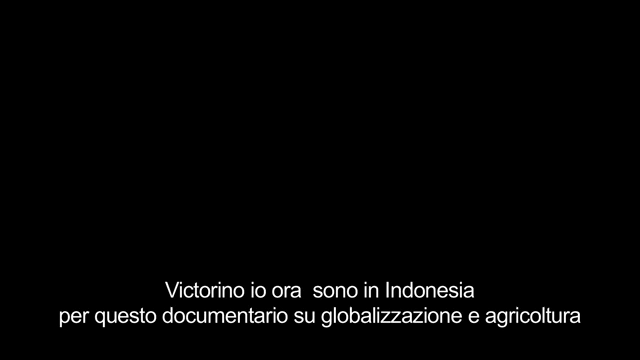 Victorino io ora  sono in Indonesia
per questo documentario su globalizzazione e agricoltura